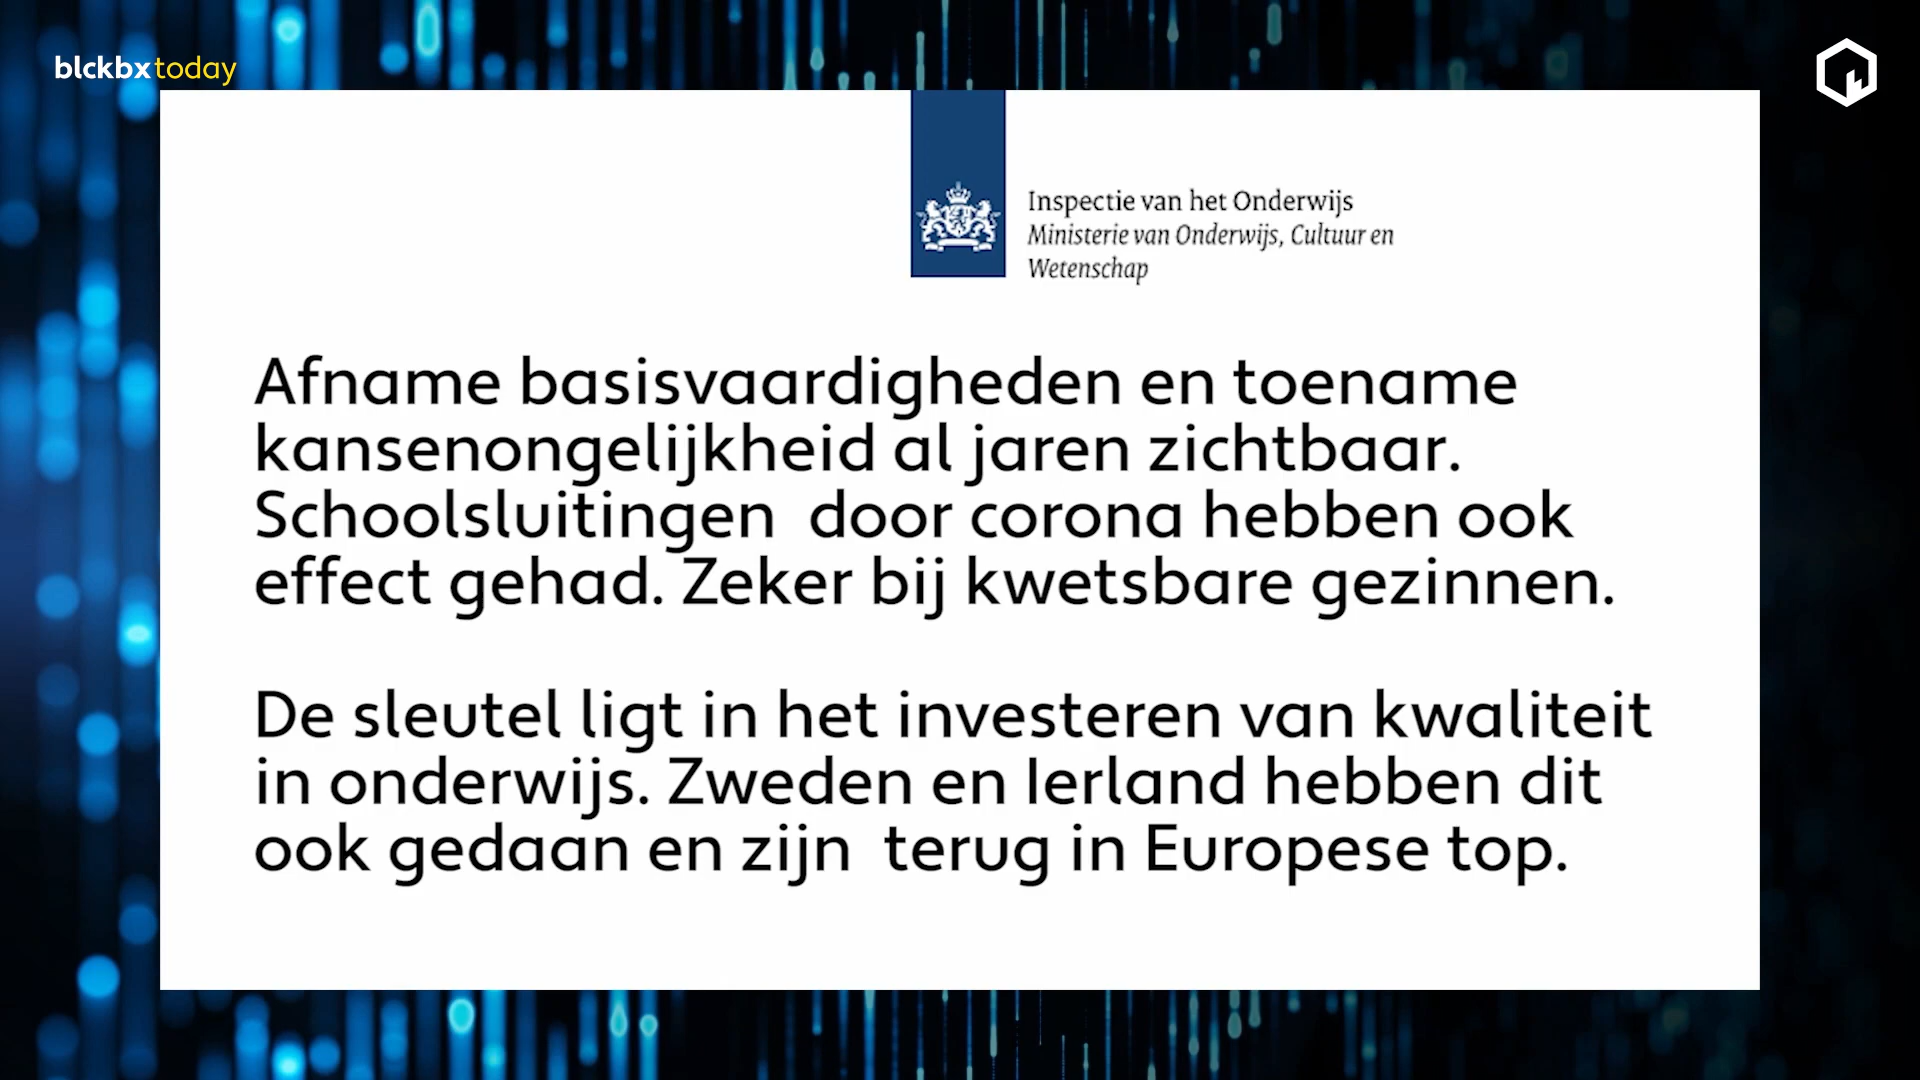 blckbxtoday
Inspectie van het Onderwijs
Ministerie van Onderwijs, Cultuur en
Wetenschap
Afname basisvaardigheden en toename
kansenongelijkheid al jaren zichtbaar.
Schoolsluitingen  door corona hebben ook
effect gehad. Zeker bij kwetsbare gezinnen.
De sleutel ligt in het investeren van kwaliteit
in onderwijs. Zweden en Ierland hebben dit
ook gedaan en zijn  terug in Europese top.